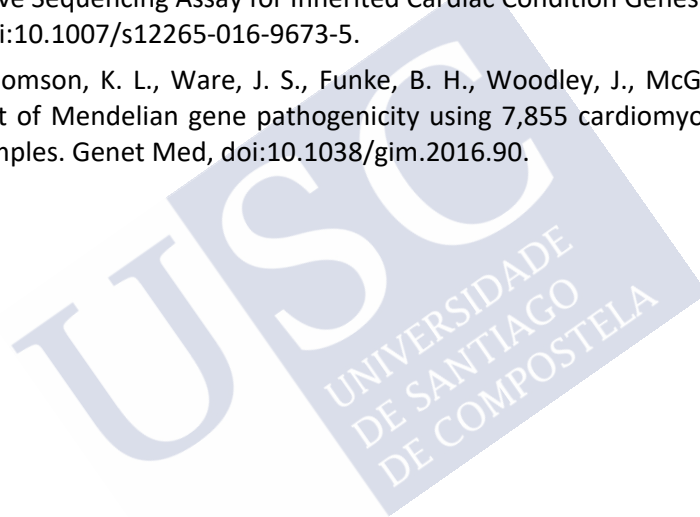 ve Sequencing Assay for Inherited Cardiac Condition Genes
i:10.1007/s12265-016-9673-5.
omson, K. L., Ware, J. S., Funke, B. H., Woodley, J., McG
t of Mendelian gene pathogenicity using 7,855 cardiomyo
mples. Genet Med, doi:10.1038/gim.2016.90.
USC
UNIVERSIDADE
DE SANTIAGO
DE COMPOSTELA